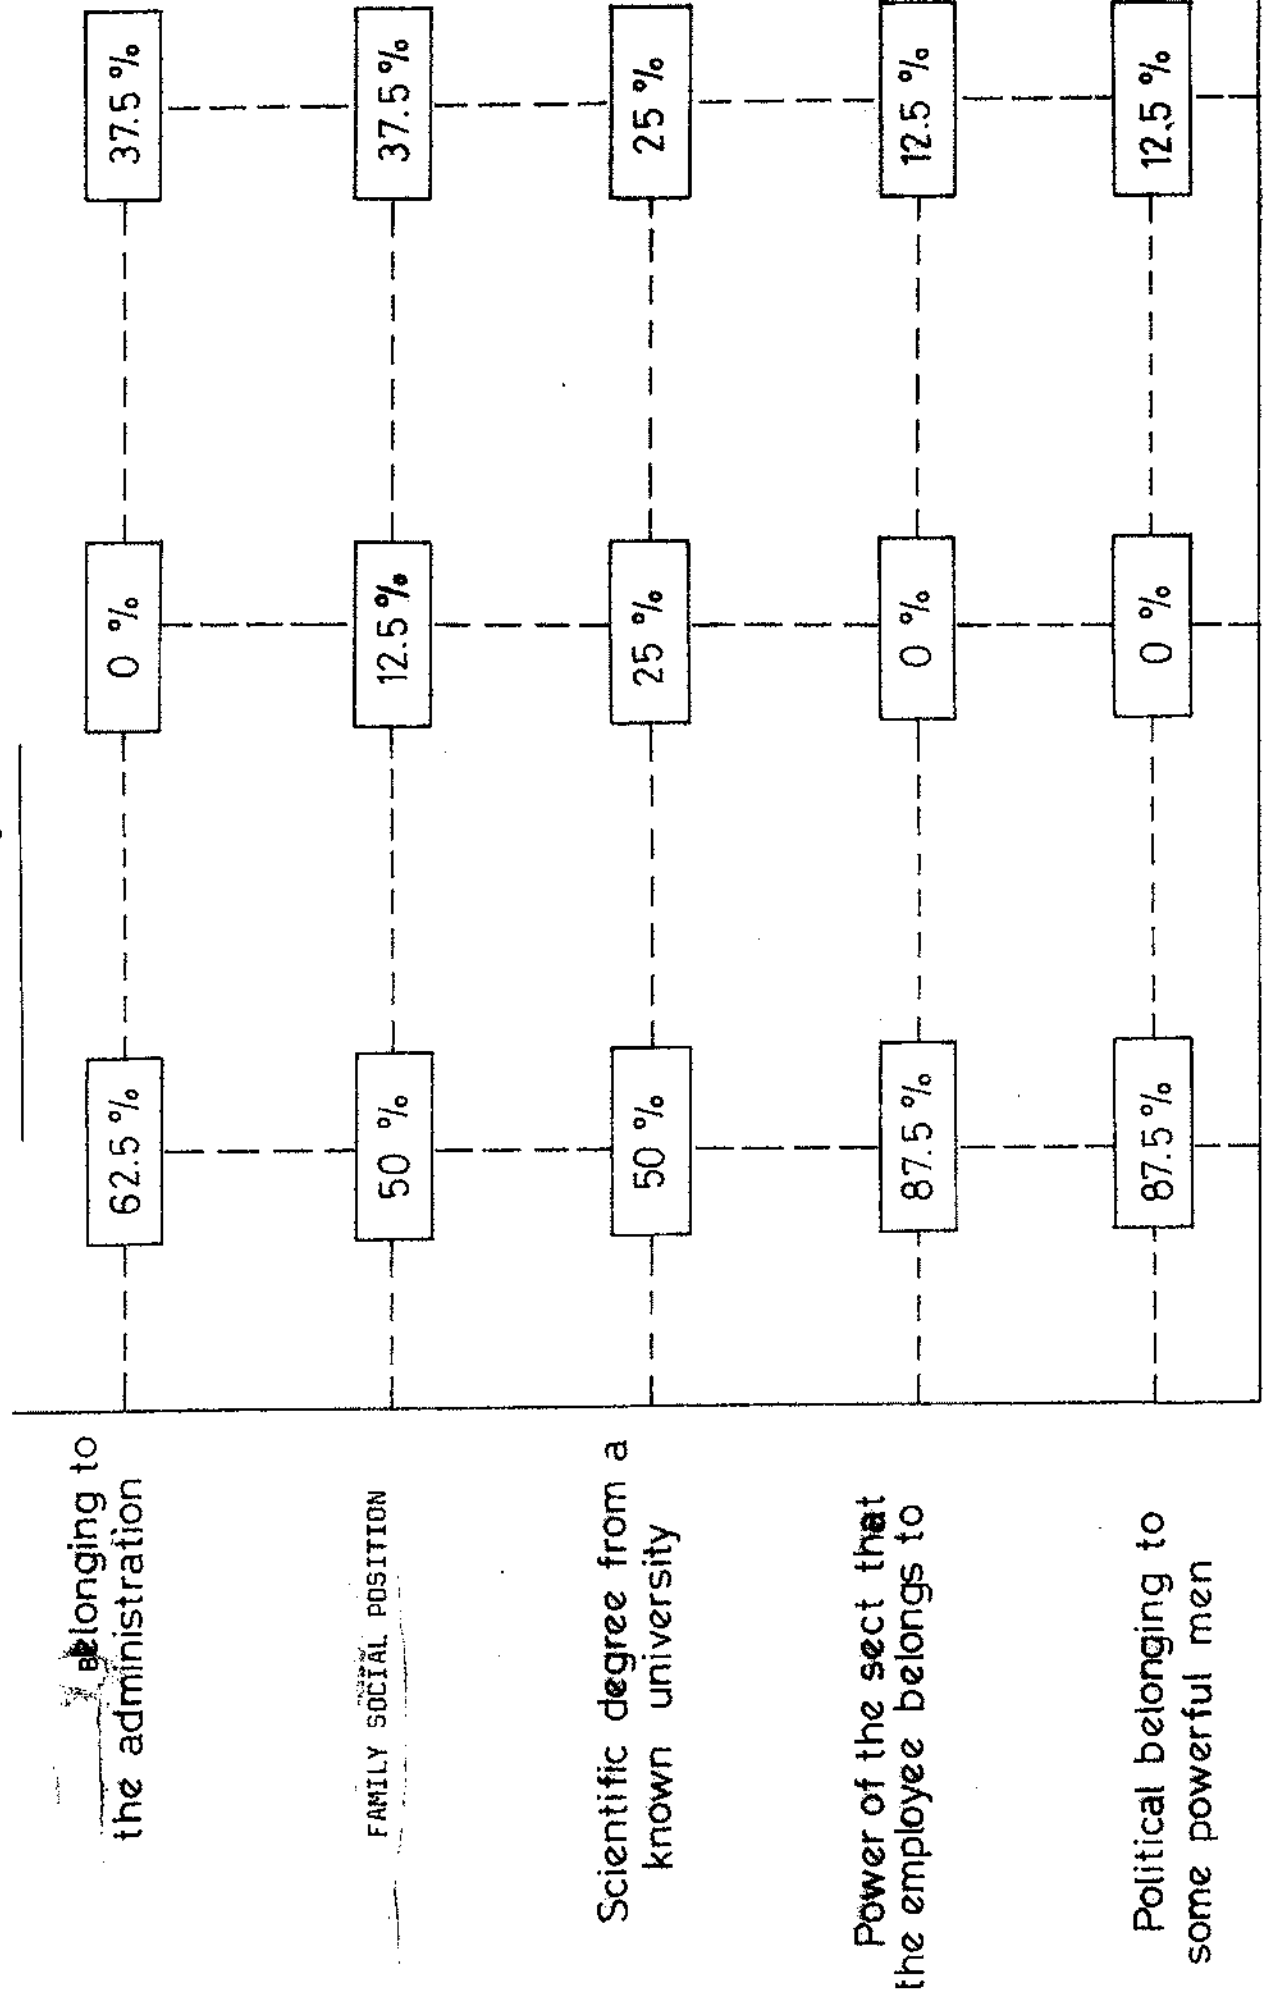 Belonging to
the administration
62.5 %
0 %
37.5 %
FAMILY SOCIAL POSITION
50 %
12.5 %
37.5 %
Scientific degree from a
known university
50 %
25 %
25 %
Power of the sect that
the employee belongs to
87.5 %
0 %
12.5 %
Political belonging to
some powerful men
87.5 %
0 %
12.5 %